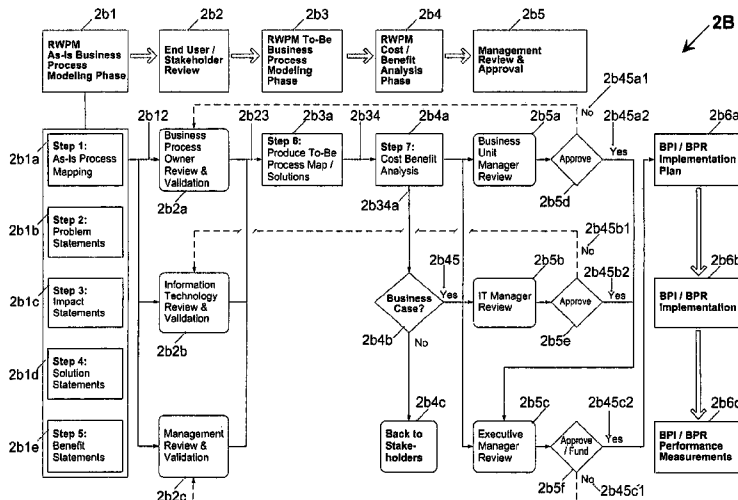 2b1
2b2
2b3
2b4
2b5
2B
RWPM
As-Is Business
Process
Modeling Phase
End User /
Stakeholder
Review
RWPM To-Be
Business
Process
Modeling Phase
RWPM
Cost /
Benefit
Analysis
Phase
Management
Review &
Approval
2b45a1
2b12
2b23
2b3a
2b34
2b4a
2b5a
No
2b45a2
2b6a
2b1a
Step 1:
As-Is Process
Mapping
Business
Process
Owner
Review &
Validation
2b2a
Step 6:
Produce To-Be
Process Map /
Solutions
Step 7:
Cost Benefit
Analysis
2b34a
Business
Unit Manager
Review
Approve
Yes
2b5d
BPI / BPR
Implementation
Plan
2b1b
Step 2:
Problem
Statements
No
2b45b1
2b1c
Step 3:
Impact
Statements
Information
Technology
Review &
Validation
2b2b
2b45
Business
Case?
Yes
2b4b
No
2b5b
IT Manager
Review
Approve
2b45b2
Yes
2b5e
2b6b
BPI / BPR
Implementation
2b1d
Step 4:
Solution
Statements
2b1e
Step 5:
Benefit
Statements
Management
Review &
Validation
2b2c
2b4c
Back to
Stake-
holders
2b5c
Executive
Manager
Review
Approve
/ Fund
2b45c2
Yes
2b5f
No
2b45c1
2b6c
BPI / BPR
Performance
Measurements